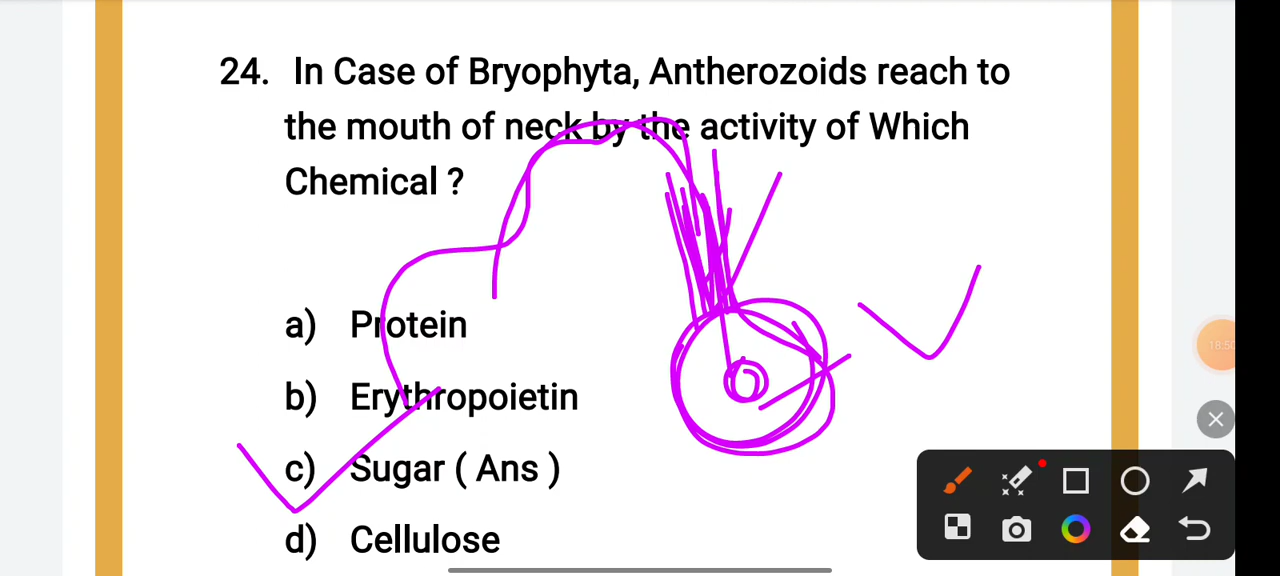 24. In Case of Bryophyta, Antherozoids reach to
the mouth of neck by the activity of Which
Chemical ?
a) Protein
b) Erythropoietin
c) Sugar ( Ans )
d) Cellulose